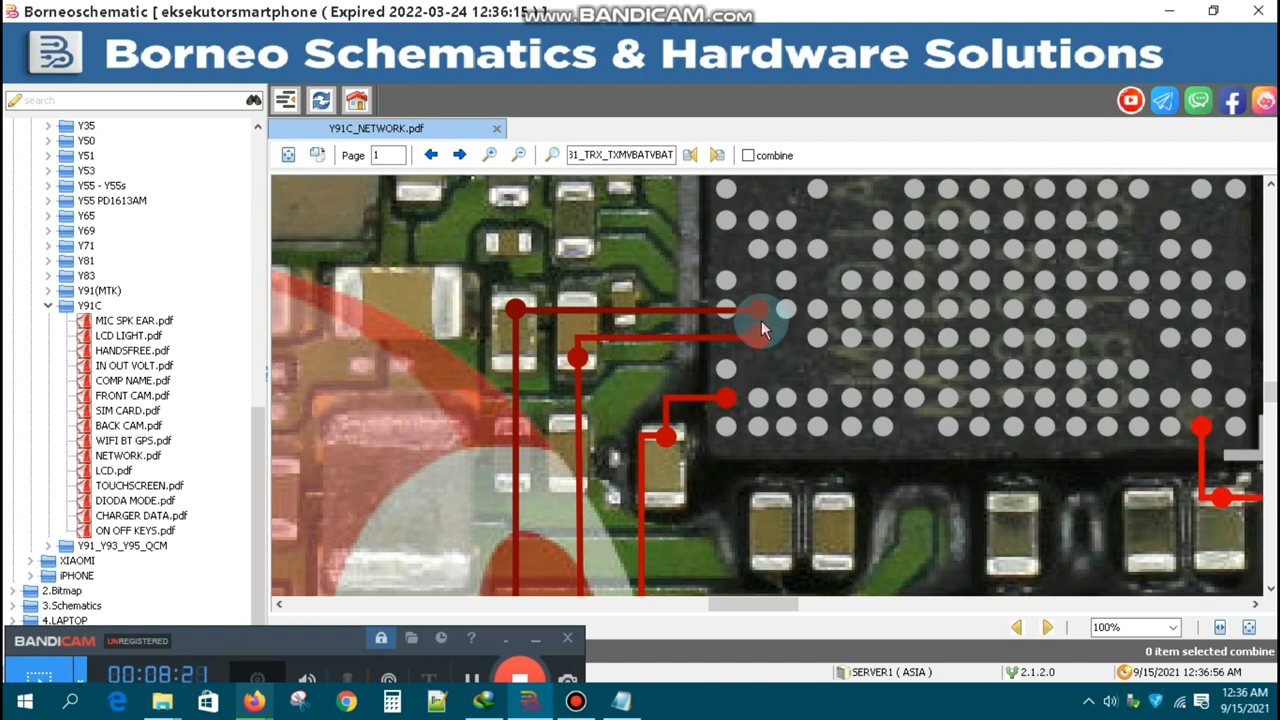 Borneoschematic [ eksekutorsmartphone ( Expired 2022-03-24 12:36:15 ) ]
www.BANDICAM.com
Borneo Schematics & Hardware Solutions
search
Y91C_NETWORK.pdf
Page 1
31_TRX_TXMVBATVBAT
combine
Y35
Y50
Y51
Y53
Y55 - Y55s
Y55 PD1613AM
Y65
Y69
Y71
Y81
Y83
Y91(MTK)
Y91C
MIC SPK EAR.pdf
LCD LIGHT.pdf
HANDSFREE.pdf
IN OUT VOLT.pdf
COMP NAME.pdf
FRONT CAM.pdf
SIM CARD.pdf
BACK CAM.pdf
WIFI BT GPS.pdf
NETWORK.pdf
LCD.pdf
TOUCHSCREEN.pdf
DIODA MODE.pdf
CHARGER DATA.pdf
ON OFF KEYS.pdf
Y91_Y93_Y95_QCM
XIAOMI
iPHONE
2.Bitmap
3.Schematics
4.LAPTOP
100%
BANDICAM UNREGISTERED
0 item selected combine
00:08:21
SERVER1 ( ASIA )
2.1.2.0
9/15/2021 12:36:56 AM
12:36 AM
9/15/2021